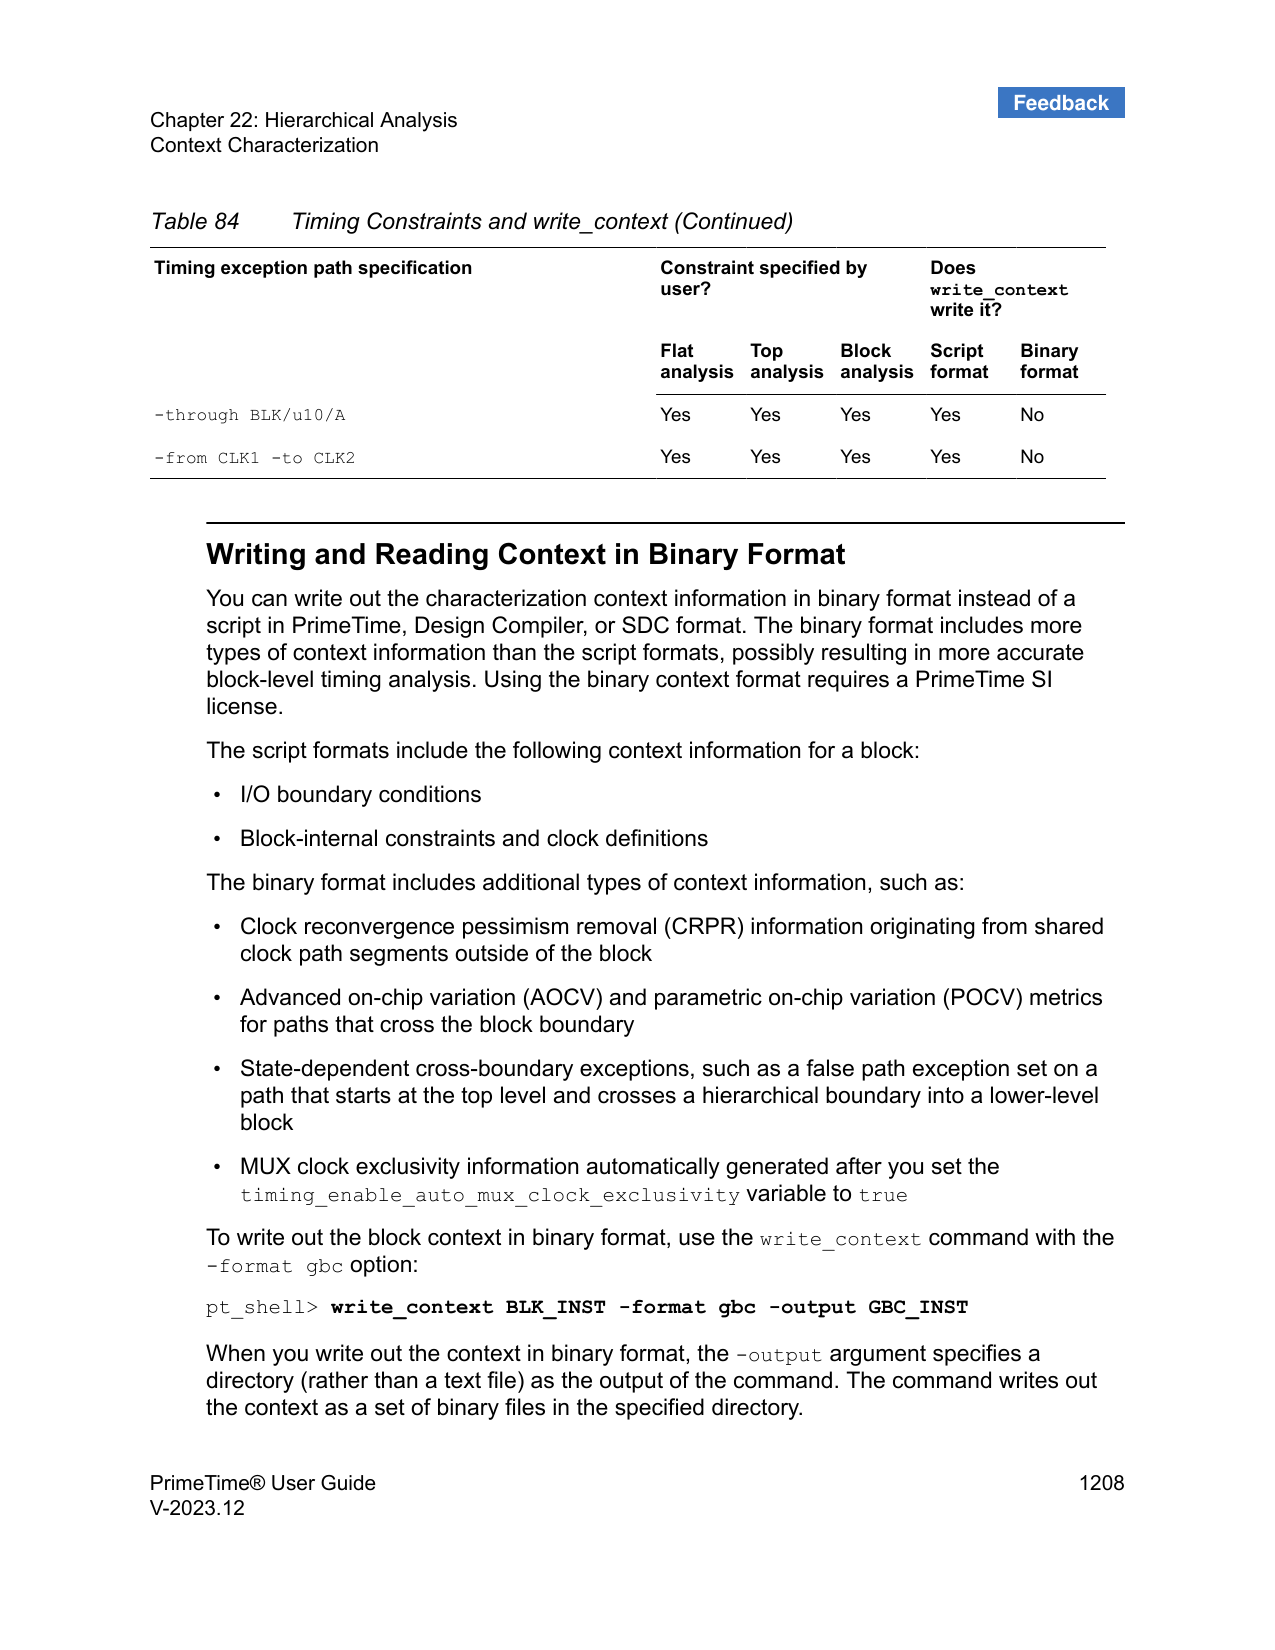 Feedback
Chapter 22: Hierarchical Analysis
Context Characterization
Table 84 Timing Constraints and write_context (Continued)
Timing exception path specification Constraint specified by user? Does write_context write it?
Flat analysis Top analysis Block analysis Script format Binary format
-through BLK/u10/A Yes Yes Yes Yes No
-from CLK1 -to CLK2 Yes Yes Yes Yes No
Writing and Reading Context in Binary Format
You can write out the characterization context information in binary format instead of a
script in PrimeTime, Design Compiler, or SDC format. The binary format includes more
types of context information than the script formats, possibly resulting in more accurate
block-level timing analysis. Using the binary context format requires a PrimeTime SI
license.
The script formats include the following context information for a block:
• I/O boundary conditions
• Block-internal constraints and clock definitions
The binary format includes additional types of context information, such as:
• Clock reconvergence pessimism removal (CRPR) information originating from shared
clock path segments outside of the block
• Advanced on-chip variation (AOCV) and parametric on-chip variation (POCV) metrics
for paths that cross the block boundary
• State-dependent cross-boundary exceptions, such as a false path exception set on a
path that starts at the top level and crosses a hierarchical boundary into a lower-level
block
• MUX clock exclusivity information automatically generated after you set the
timing_enable_auto_mux_clock_exclusivity variable to true
To write out the block context in binary format, use the write_context command with the
-format gbc option:
pt_shell> write_context BLK_INST -format gbc -output GBC_INST
When you write out the context in binary format, the -output argument specifies a
directory (rather than a text file) as the output of the command. The command writes out
the context as a set of binary files in the specified directory.
PrimeTime® User Guide 1208
V-2023.12